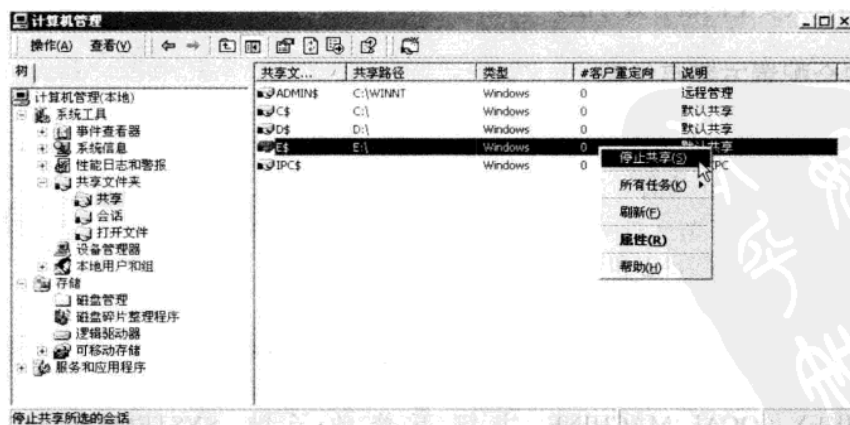 计算机管理
操作(A) 查看(V)
树
共享文... / 共享路径 类型 #客户重定向 说明
计算机管理(本地)
系统工具
事件查看器
系统信息
性能日志和警报
共享文件夹
共享
会话
打开文件
设备管理器
本地用户和组
存储
磁盘管理
磁盘碎片整理程序
逻辑驱动器
可移动存储
服务和应用程序
ADMIN$ C:\WINNT Windows 0 远程管理
C$ C:\ Windows 0 默认共享
D$ D:\ Windows 0 默认共享
E$ E:\ Windows 0 默认共享
IPC$ Windows 0 IPC
停止共享(S)
所有任务(K)
刷新(F)
属性(R)
帮助(H)
停止共享所选的会话